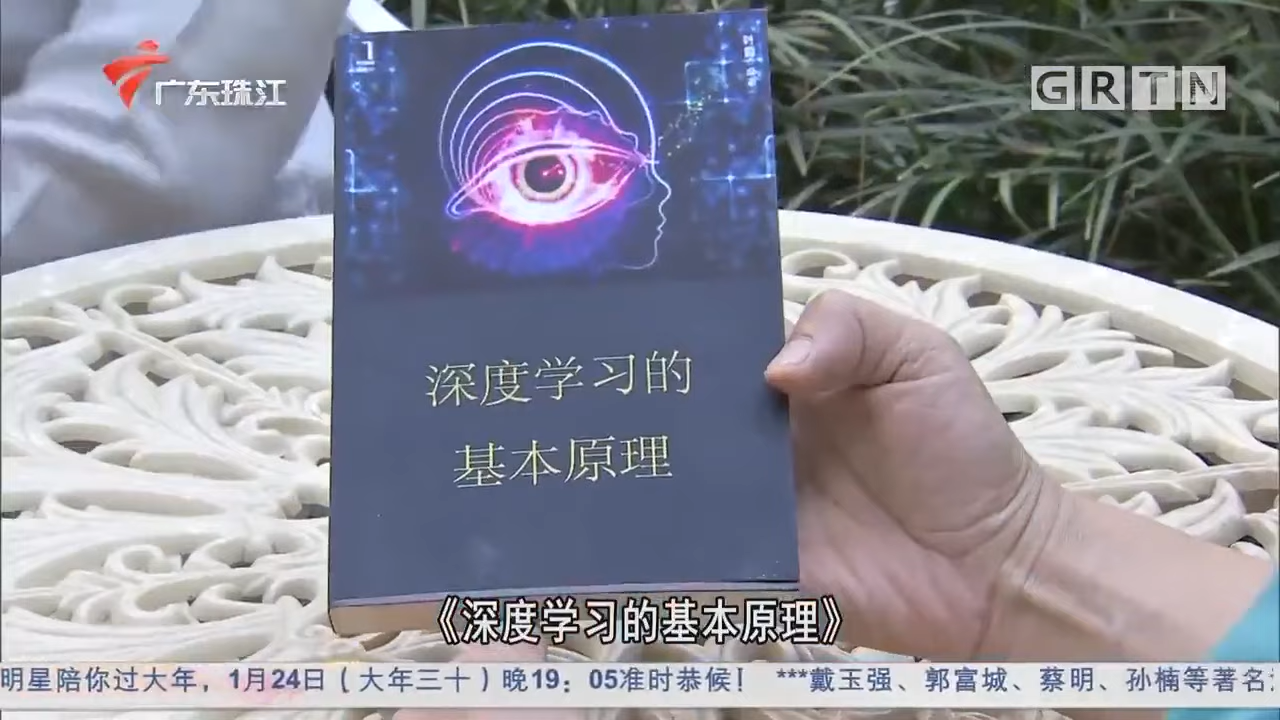 广东珠江
GRTN
深度学习的
基本原理
《深度学习的基本原理》
明星陪你过大年，1月24日（大年三十）晚19：05准时恭候！ ***戴玉强、郭富城、蔡明、孙楠等著名